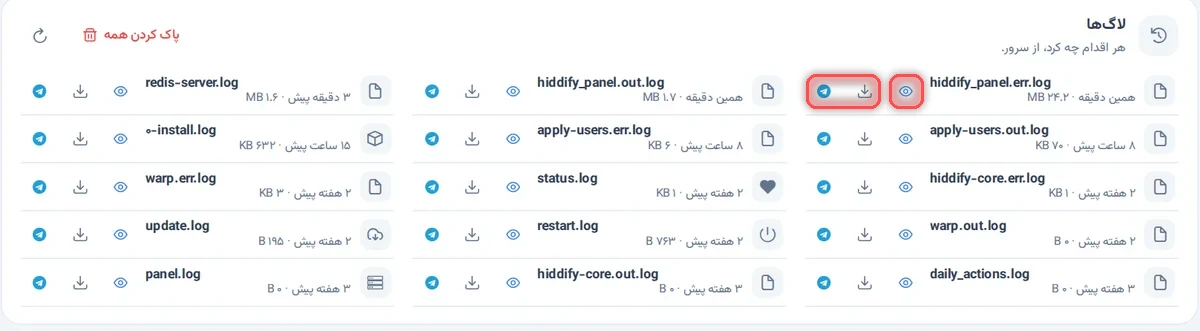 لاگ‌ها
هر اقدام چه کرد، از سرور.
پاک کردن همه
hiddify_panel.err.log
همین دقیقه · ۲۴.۲ MB
hiddify_panel.out.log
همین دقیقه · ۱.۷ MB
redis-server.log
۳ دقیقه پیش · ۱.۶ MB
apply-users.out.log
۸ ساعت پیش · ۷۰ KB
apply-users.err.log
۸ ساعت پیش · ۶ KB
۰-install.log
۱۵ ساعت پیش · ۶۳۲ KB
hiddify-core.err.log
۲ هفته پیش · ۱ KB
status.log
۲ هفته پیش · ۱ KB
warp.err.log
۲ هفته پیش · ۳ KB
warp.out.log
۲ هفته پیش · ۰ B
restart.log
۲ هفته پیش · ۷۶۳ B
update.log
۲ هفته پیش · ۱۹۵ B
daily_actions.log
۳ هفته پیش · ۰ B
hiddify-core.out.log
۳ هفته پیش · ۰ B
panel.log
۳ هفته پیش · ۰ B